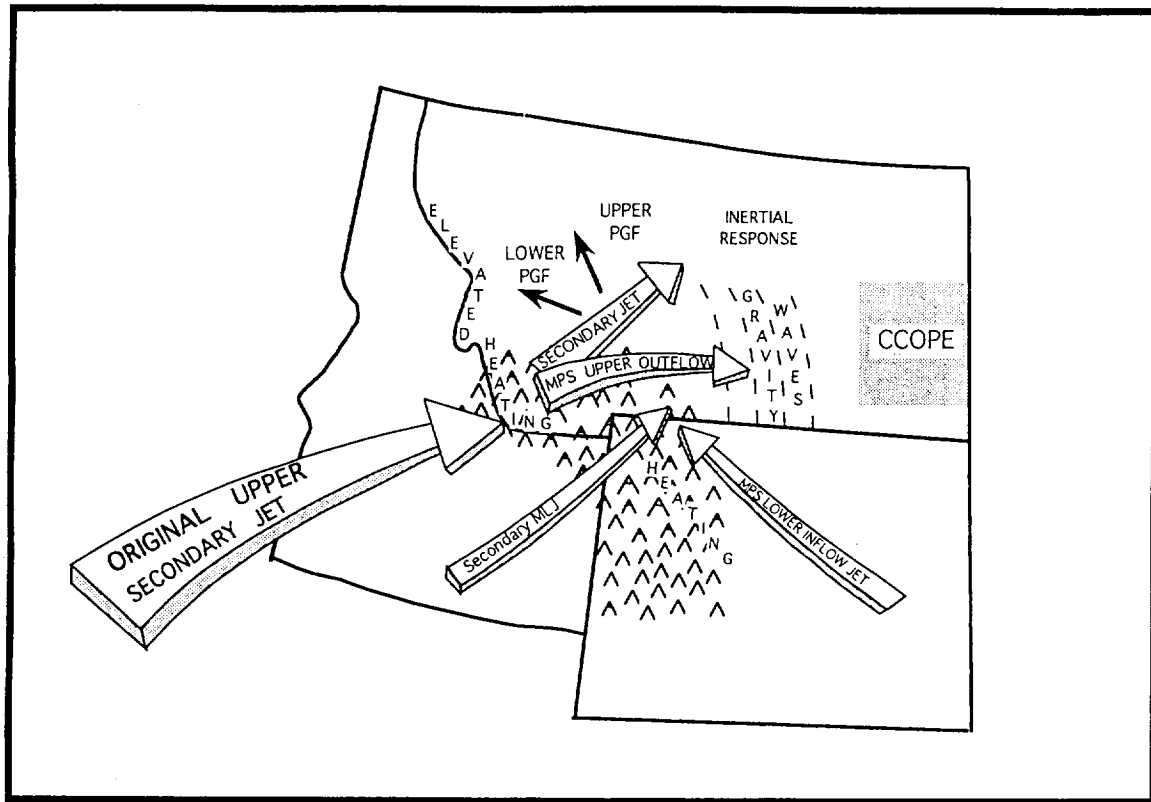 ELEVATED HEATING
UPPER
PGF
LOWER
PGF
INERTIAL
RESPONSE
SECONDARY JET
MPS UPPER OUTFLOW
GRAVITY
WAVES
CCOPE
ORIGINAL UPPER
SECONDARY JET
Secondary MLJ
HEATING
MPS LOWER INFLOW JET